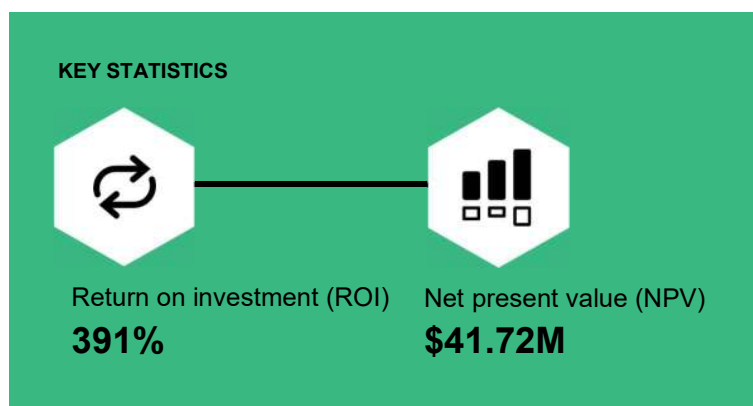 KEY STATISTICS
Return on investment (ROI)
391%
Net present value (NPV)
$41.72M